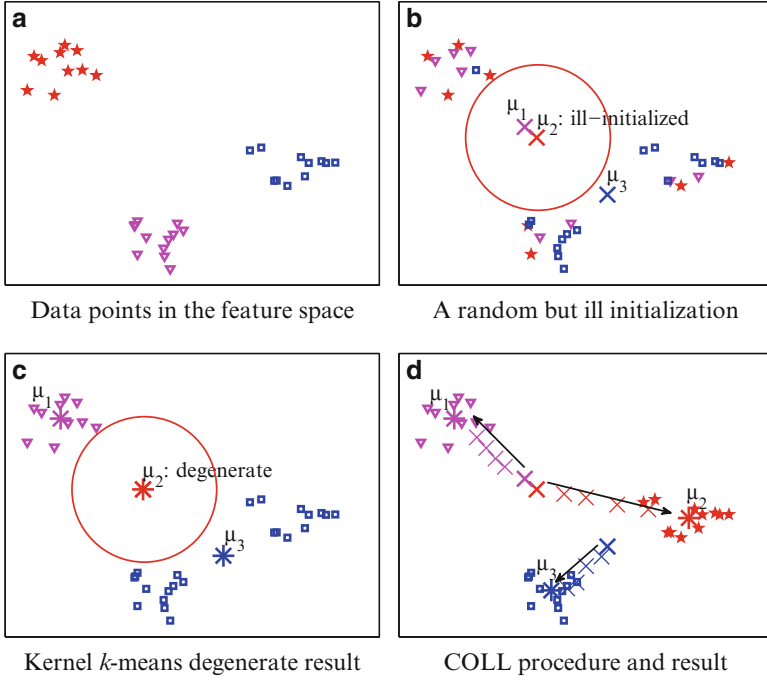 a
Data points in the feature space
b
μ1
μ2: ill−initialized
μ3
A random but ill initialization
c
μ1
μ2: degenerate
μ3
Kernel k-means degenerate result
d
μ1
μ2
μ3
COLL procedure and result